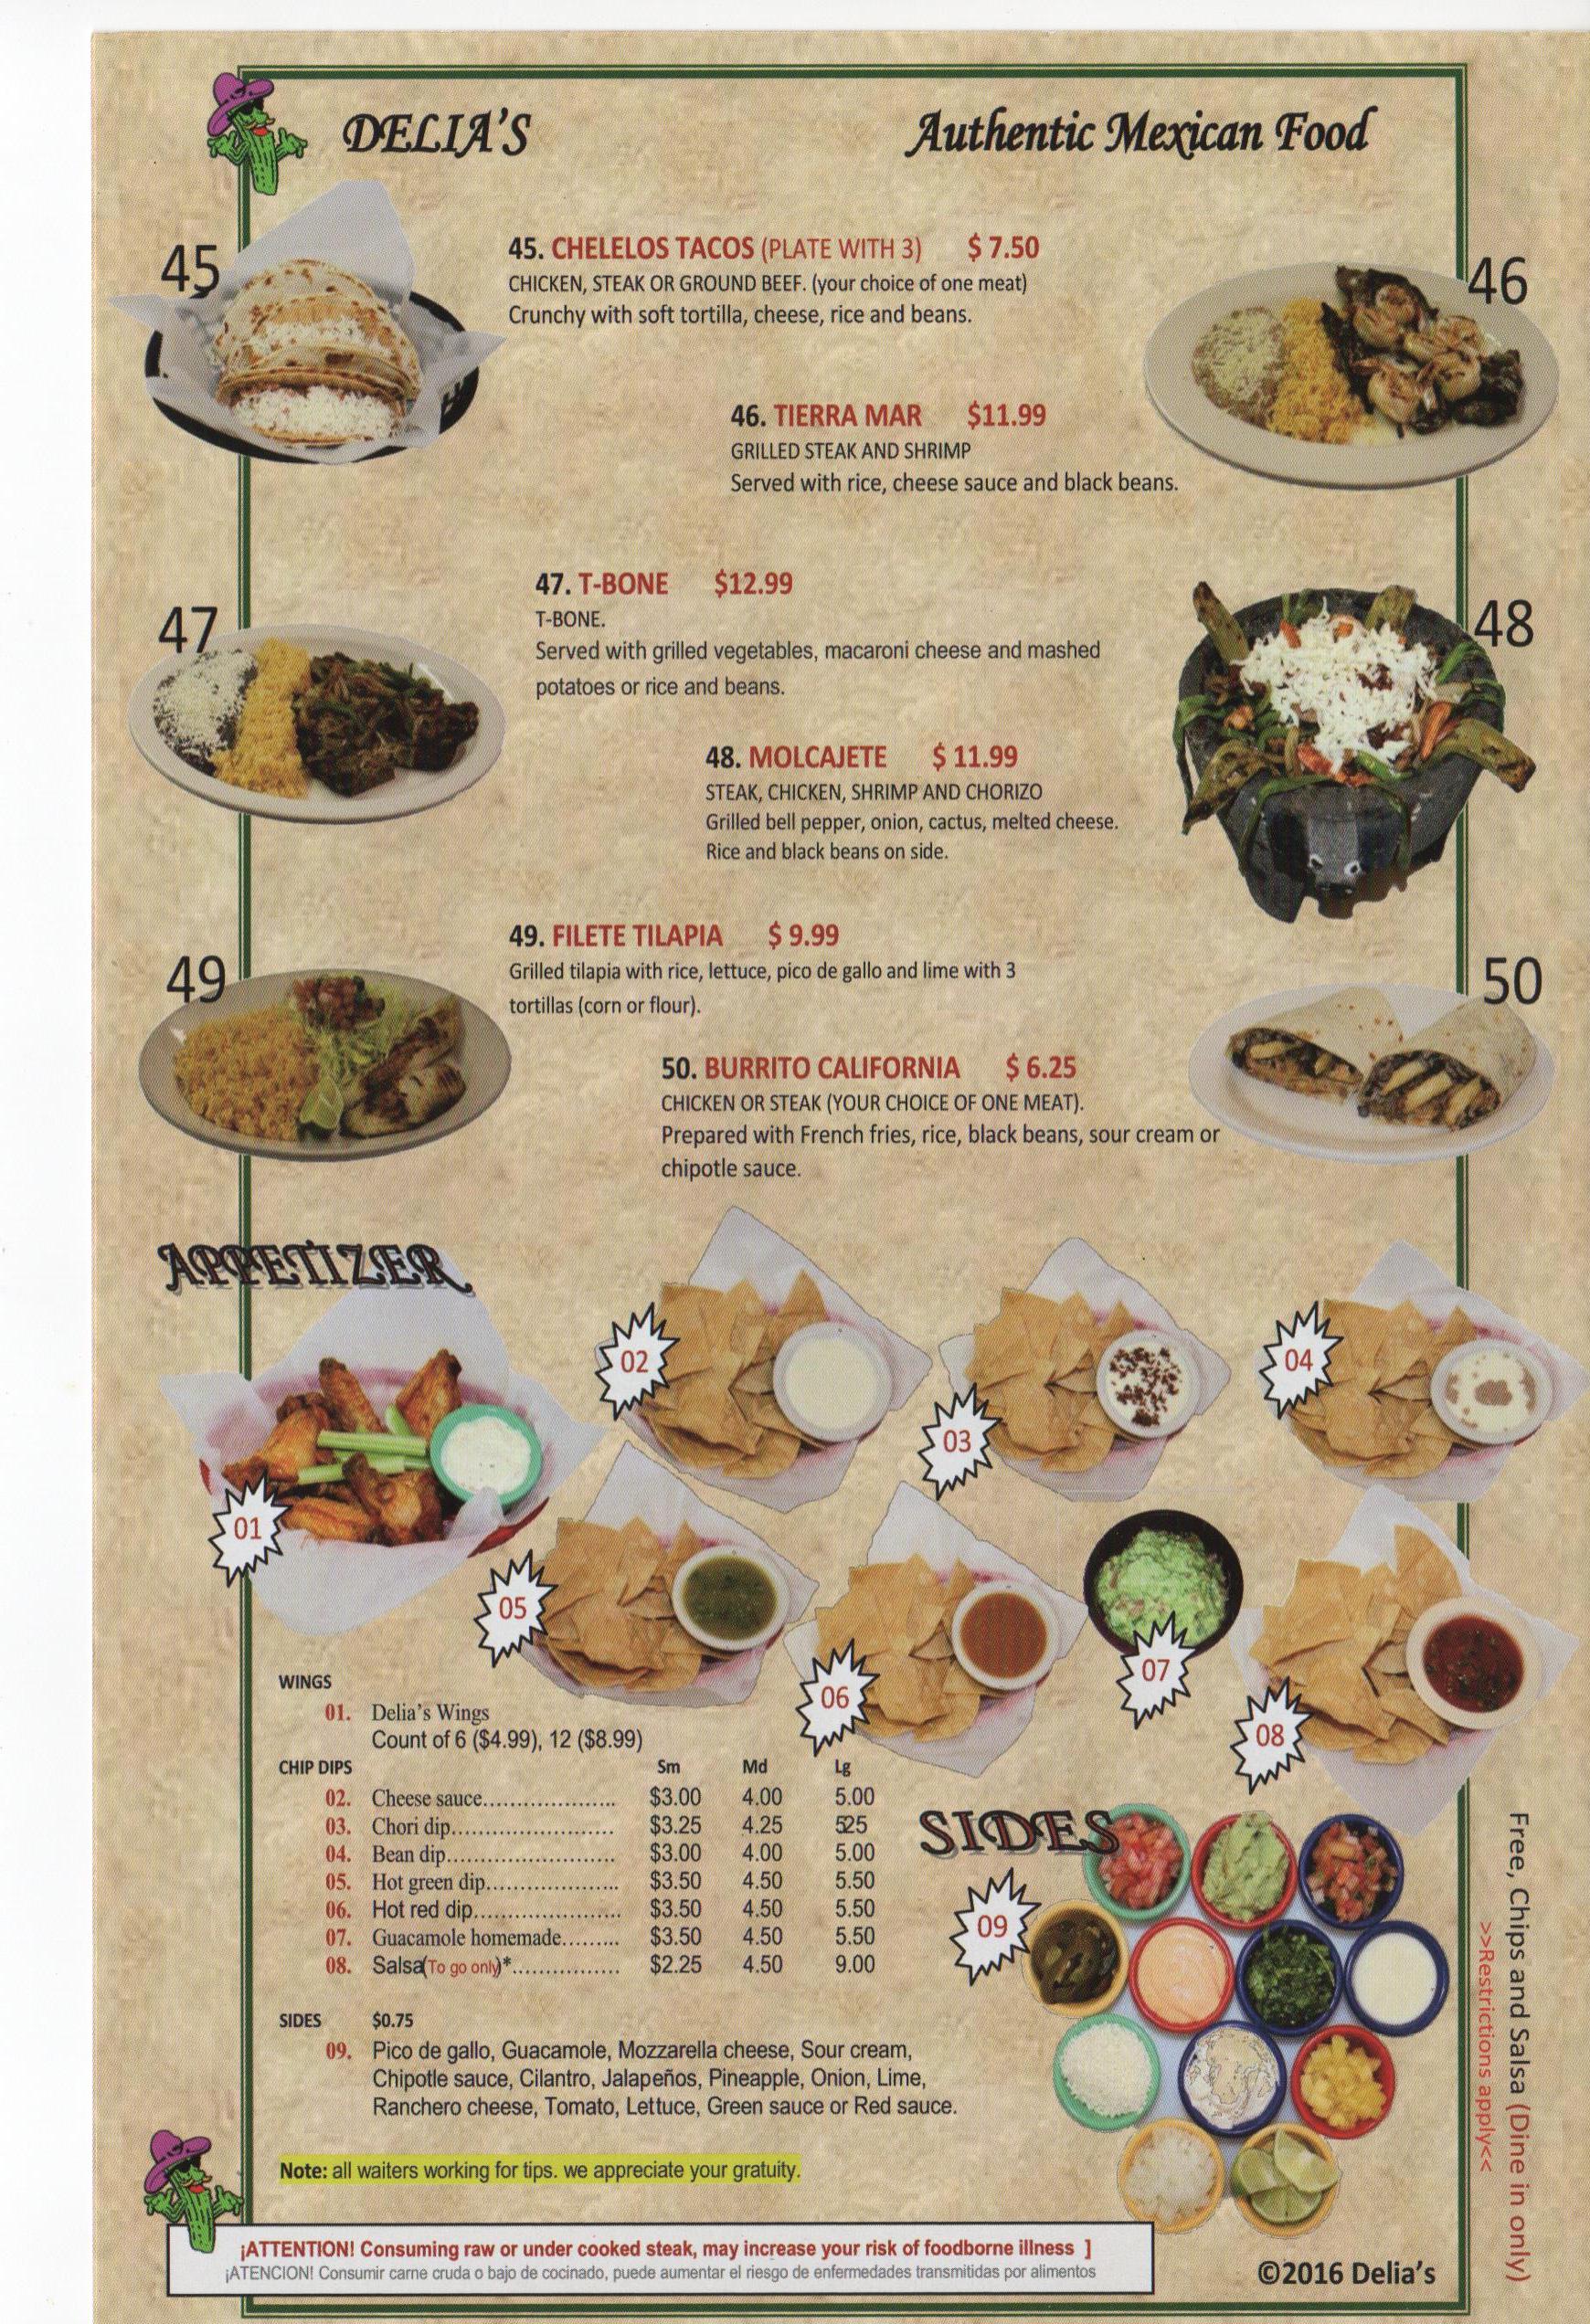 DELIA'S
Authentic Mexican Food
45
45. CHELELOS TACOS (PLATE WITH 3) $ 7.50
CHICKEN, STEAK OR GROUND BEEF. (your choice of one meat)
Crunchy with soft tortilla, cheese, rice and beans.
46
46. TIERRA MAR $11.99
GRILLED STEAK AND SHRIMP
Served with rice, cheese sauce and black beans.
47
47. T-BONE $12.99
T-BONE.
Served with grilled vegetables, macaroni cheese and mashed
potatoes or rice and beans.
48
48. MOLCAJETE $ 11.99
STEAK, CHICKEN, SHRIMP AND CHORIZO
Grilled bell pepper, onion, cactus, melted cheese.
Rice and black beans on side.
49
49. FILETE TILAPIA $ 9.99
Grilled tilapia with rice, lettuce, pico de gallo and lime with 3
tortillas (corn or flour).
50
50. BURRITO CALIFORNIA $ 6.25
CHICKEN OR STEAK (YOUR CHOICE OF ONE MEAT).
Prepared with French fries, rice, black beans, sour cream or
chipotle sauce.
APPETIZER
02
04
03
01
05
06
07
08
WINGS
01. Delia's Wings
Count of 6 ($4.99), 12 ($8.99)
CHIP DIPS Sm Md Lg
02. Cheese sauce.................... $3.00 4.00 5.00
03. Chori dip........................ $3.25 4.25 525
04. Bean dip......................... $3.00 4.00 5.00
05. Hot green dip.................... $3.50 4.50 5.50
06. Hot red dip...................... $3.50 4.50 5.50
07. Guacamole homemade......... $3.50 4.50 5.50
08. Salsa(To go only)*................ $2.25 4.50 9.00
SIDES
09
SIDES $0.75
09. Pico de gallo, Guacamole, Mozzarella cheese, Sour cream,
Chipotle sauce, Cilantro, Jalapeños, Pineapple, Onion, Lime,
Ranchero cheese, Tomato, Lettuce, Green sauce or Red sauce.
Free, Chips and Salsa (Dine in only)
>>Restrictions apply<<
Note: all waiters working for tips. we appreciate your gratuity.
¡ATTENTION! Consuming raw or under cooked steak, may increase your risk of foodborne illness ]
¡ATENCION! Consumir carne cruda o bajo de cocinado, puede aumentar el riesgo de enfermedades transmitidas por alimentos
©2016 Delia's